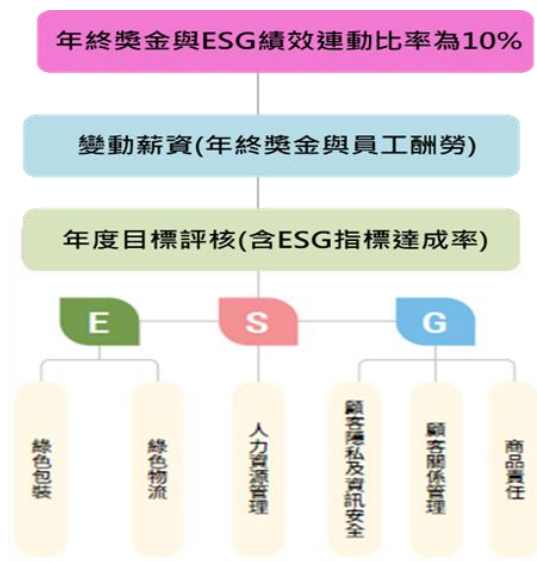 年終獎金與ESG績效連動比率為10%
變動薪資(年終獎金與員工酬勞)
年度目標評核(含ESG指標達成率)
E
S
G
綠色包裝
綠色物流
人力資源管理
顧客隱私及資訊安全
顧客關係管理
商品責任